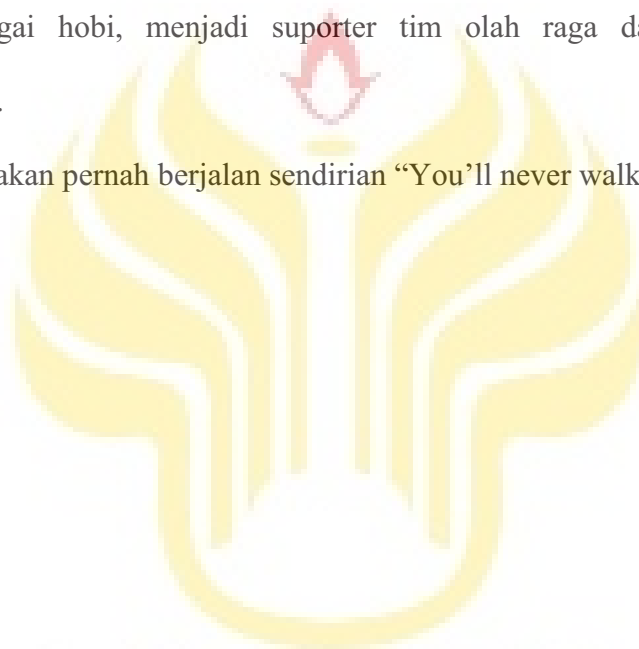 gai hobi, menjadi suporter tim olah raga da
.
akan pernah berjalan sendirian “You’ll never walk